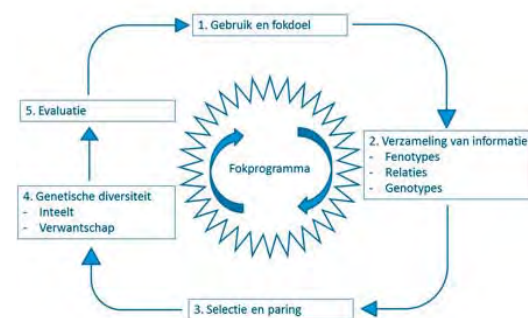 1. Gebruik en fokdoel
2. Verzameling van informatie
- Fenotypes
- Relaties
- Genotypes
3. Selectie en paring
4. Genetische diversiteit
- Inteelt
- Verwantschap
5. Evaluatie
Fokprogramma